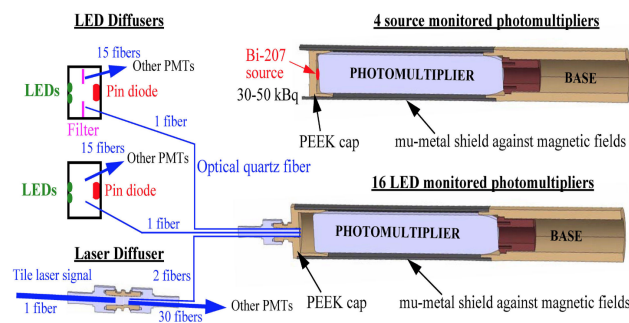 LED Diffusers
15 fibers
Other PMTs
LEDs
Pin diode
Filter
1 fiber
15 fibers
Other PMTs
Optical quartz fiber
LEDs
Pin diode
1 fiber
Laser Diffuser
2 fibers
Tile laser signal
1 fiber
30 fibers
Other PMTs
4 source monitored photomultipliers
Bi-207
source
PHOTOMULTIPLIER
BASE
30-50 kBq
PEEK cap
mu-metal shield against magnetic fields
16 LED monitored photomultipliers
PHOTOMULTIPLIER
BASE
PEEK cap
mu-metal shield against magnetic fields